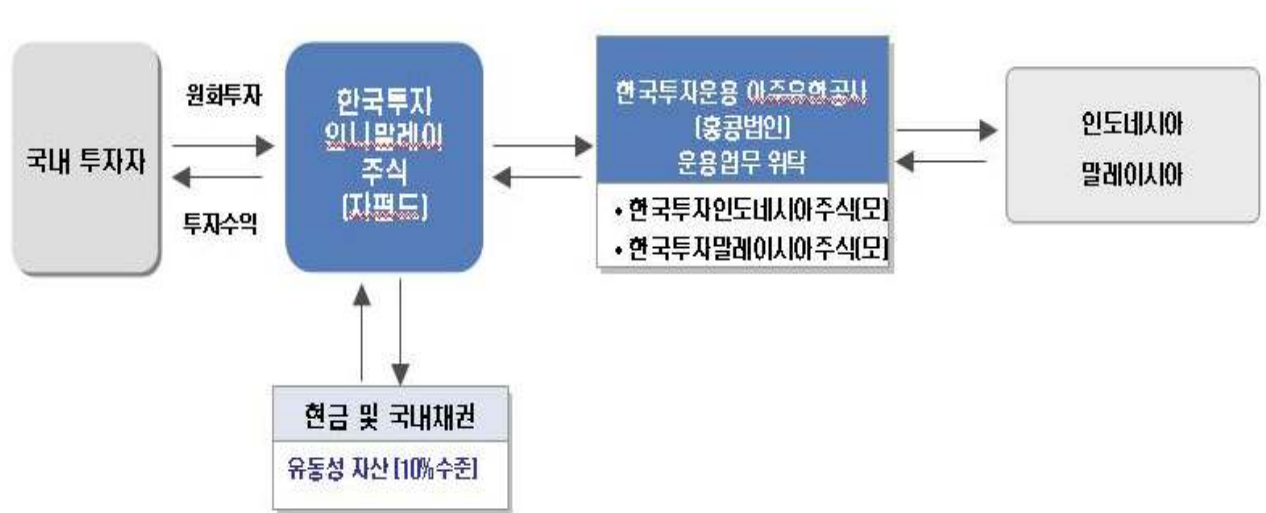 국내 투자자
원화투자
투자수익
한국투자
인니말레이
주식
(자펀드)
한국투자운용 아주유한공사
(홍콩법인)
운용업무 위탁
• 한국투자인도네시아주식(모)
• 한국투자말레이시아주식(모)
인도네시아
말레이시아
현금 및 국내채권
유동성 자산 (10%수준)